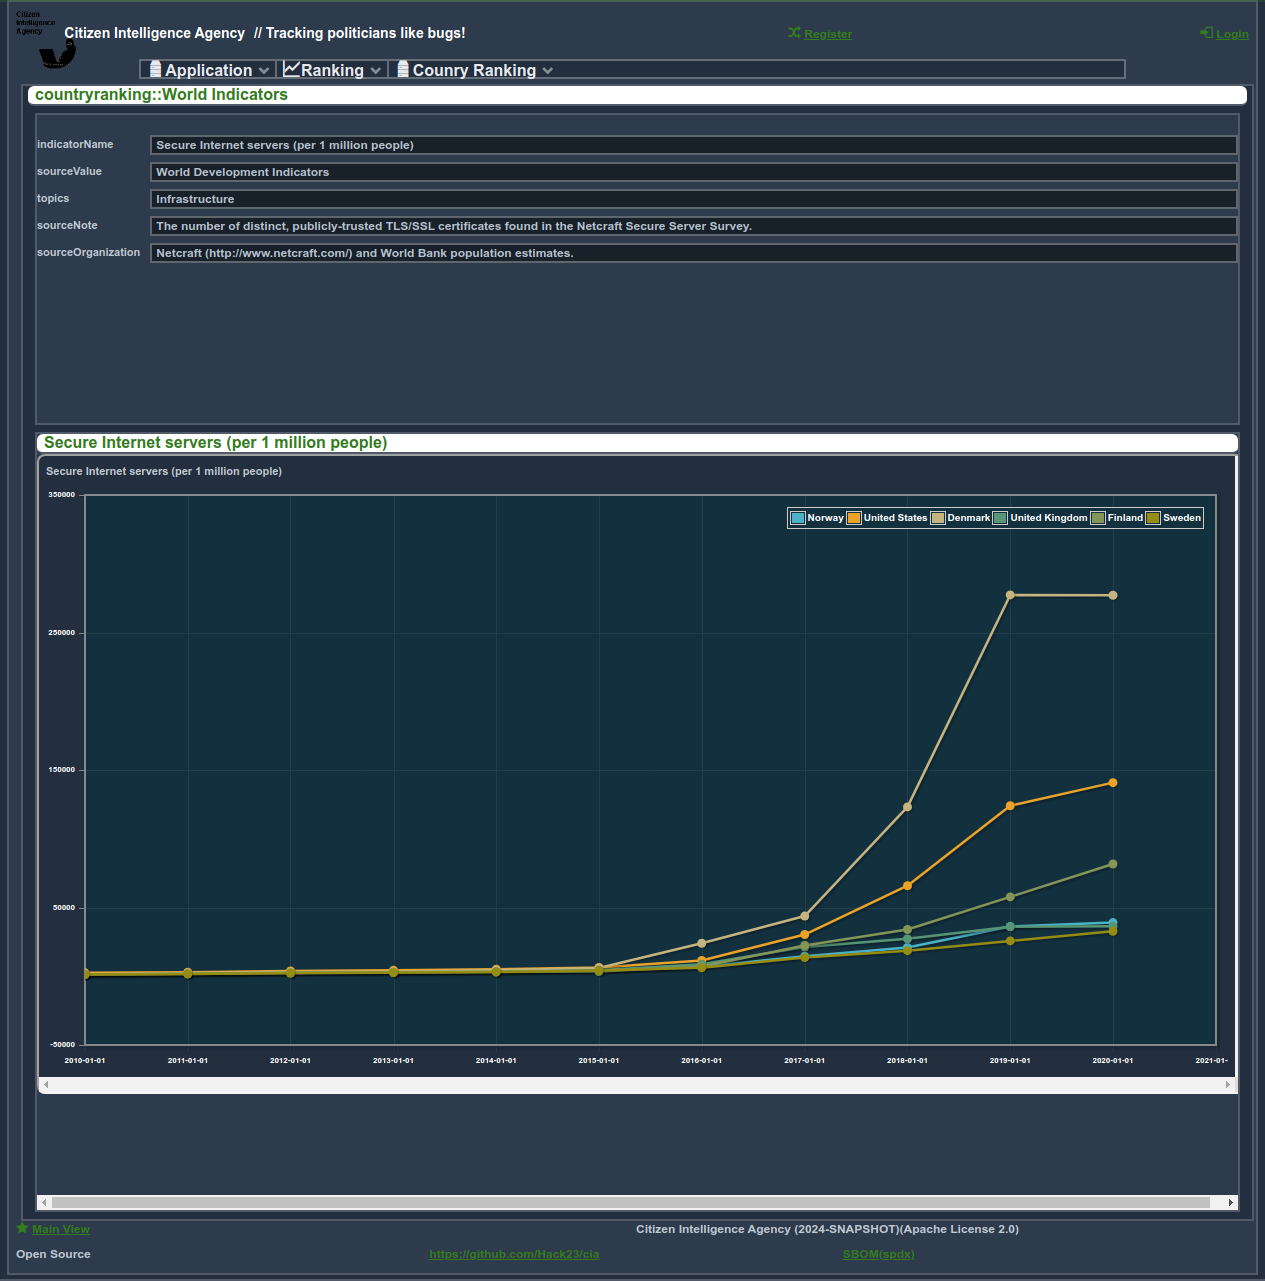 Citizen
Intelligence
Agency
Citizen Intelligence Agency // Tracking politicians like bugs!
Register
Login
Application
Ranking
Counry Ranking
countryranking::World Indicators
indicatorName
Secure Internet servers (per 1 million people)
sourceValue
World Development Indicators
topics
Infrastructure
sourceNote
The number of distinct, publicly-trusted TLS/SSL certificates found in the Netcraft Secure Server Survey.
sourceOrganization
Netcraft (http://www.netcraft.com/) and World Bank population estimates.
Secure Internet servers (per 1 million people)
Secure Internet servers (per 1 million people)
350000
Norway United States Denmark United Kingdom Finland Sweden
250000
150000
50000
-50000
2010-01-01 2011-01-01 2012-01-01 2013-01-01 2014-01-01 2015-01-01 2016-01-01 2017-01-01 2018-01-01 2019-01-01 2020-01-01 2021-01-
Main View
Citizen Intelligence Agency (2024-SNAPSHOT)(Apache License 2.0)
Open Source
https://github.com/Hack23/cia
SBOM(spdx)